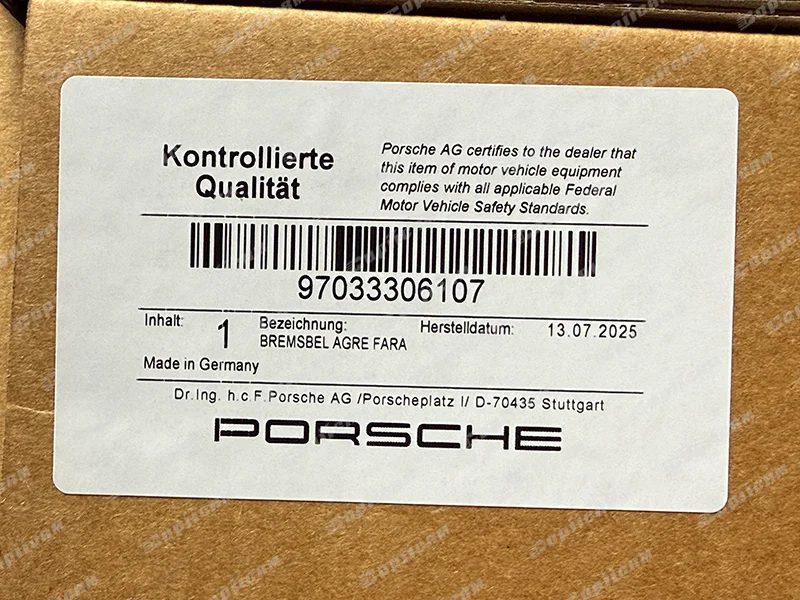 Kontrollierte
Qualität
Porsche AG certifies to the dealer that
this item of motor vehicle equipment
complies with all applicable Federal
Motor Vehicle Safety Standards.
97033306107
Inhalt: 1 Bezeichnung: Herstelldatum: 13.07.2025
BREMSBEL AGRE FARA
Made in Germany
Dr.Ing. h.c F.Porsche AG /Porscheplatz I/ D-70435 Stuttgart
PORSCHE